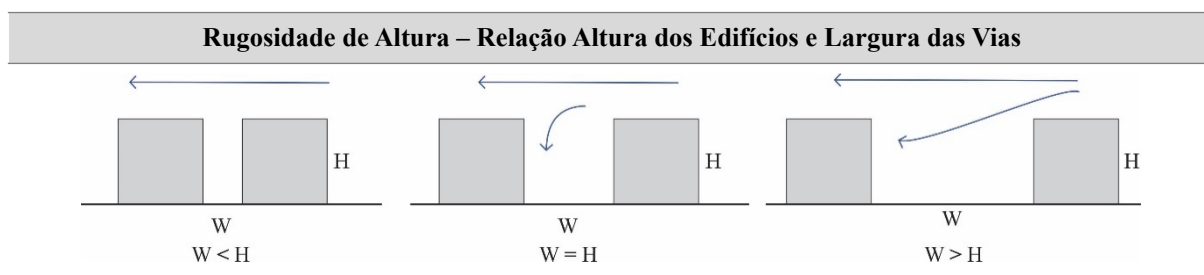 Rugosidade de Altura – Relação Altura dos Edifícios e Largura das Vias
H
W
W < H
H
W
W = H
H
W
W > H